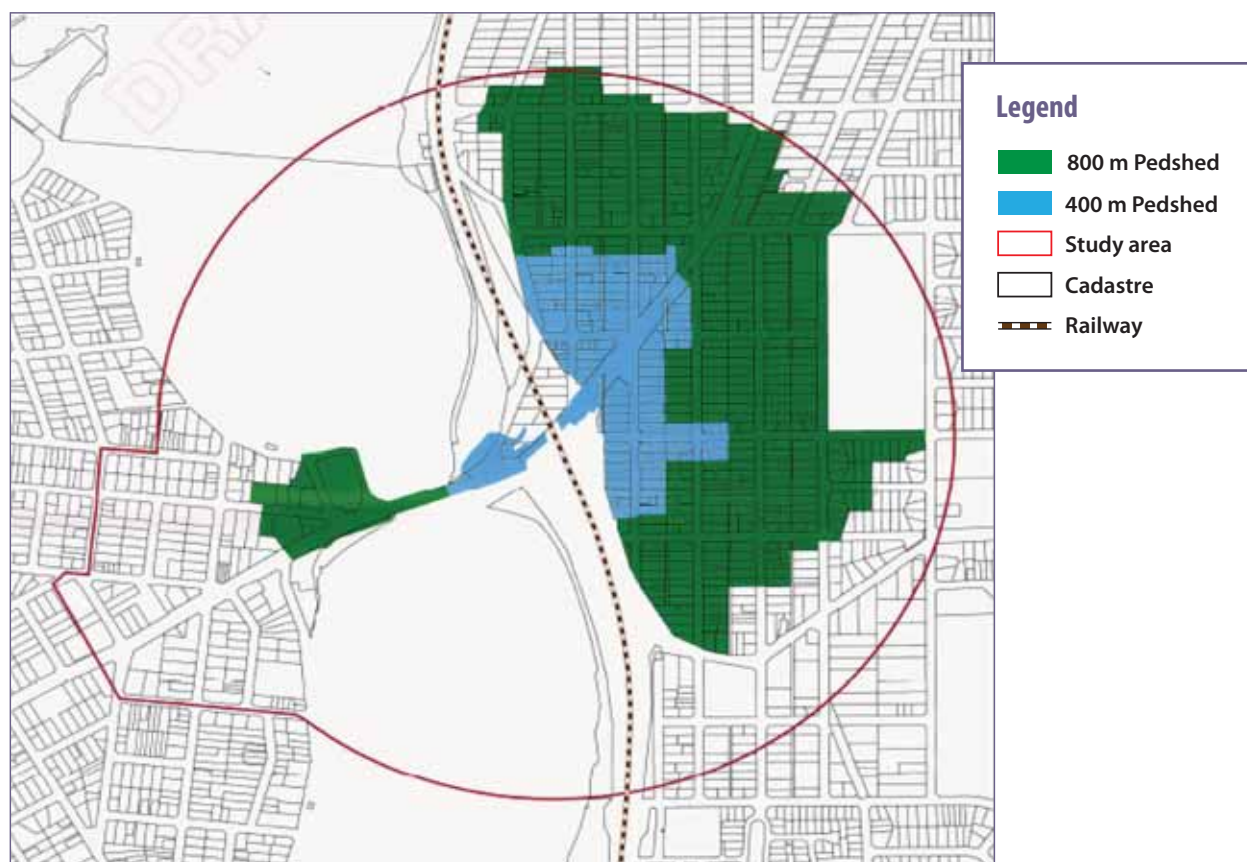 Legend
800 m Pedshed
400 m Pedshed
Study area
Cadastre
Railway